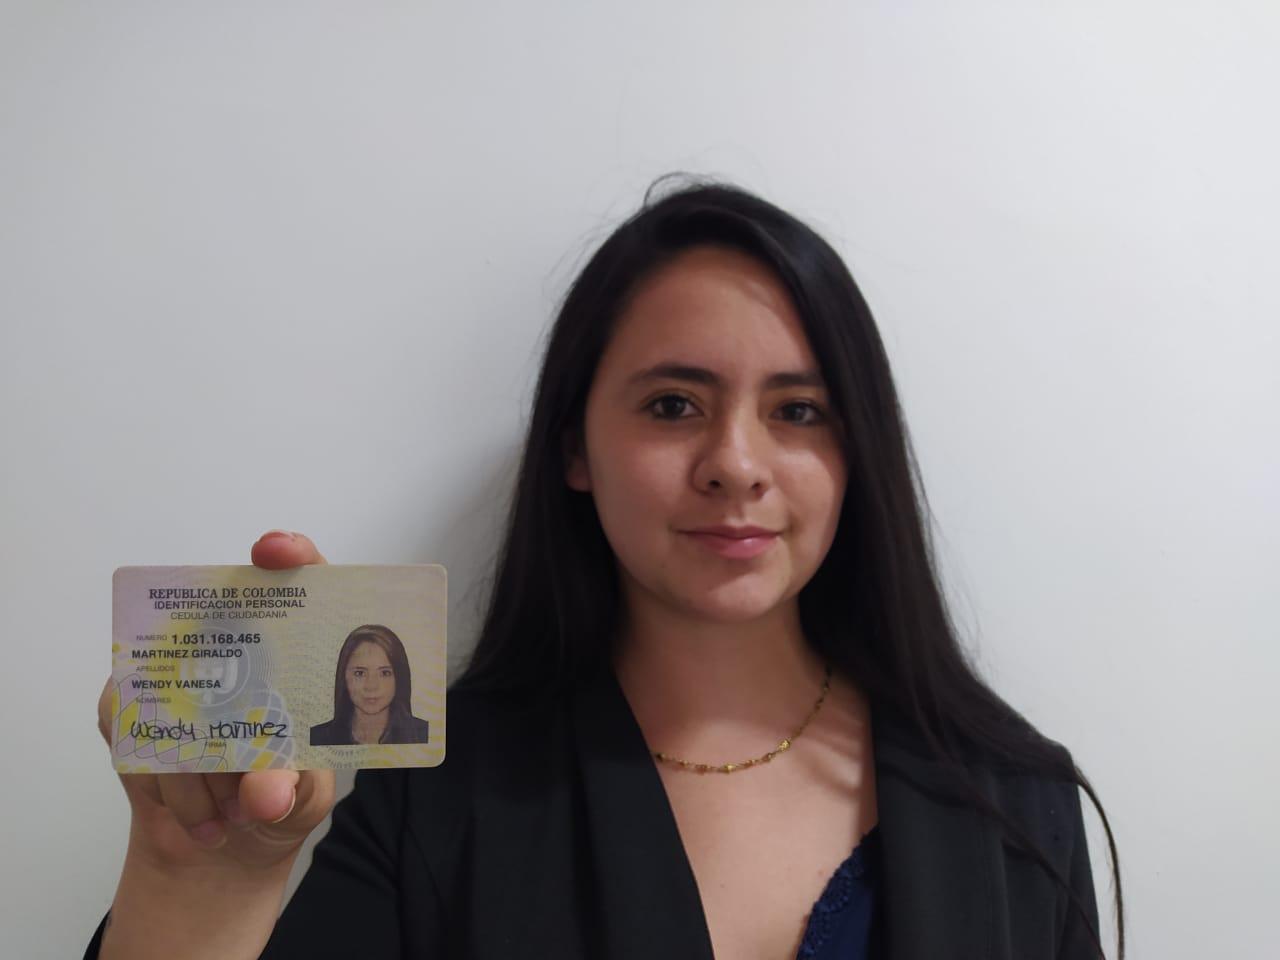 REPUBLICA DE COLOMBIA
IDENTIFICACION PERSONAL
CEDULA DE CIUDADANIA
NUMERO 1.031.168.465
MARTINEZ GIRALDO
APELLIDOS
WENDY VANESA
NOMBRES
Wendy Martinez
FIRMA